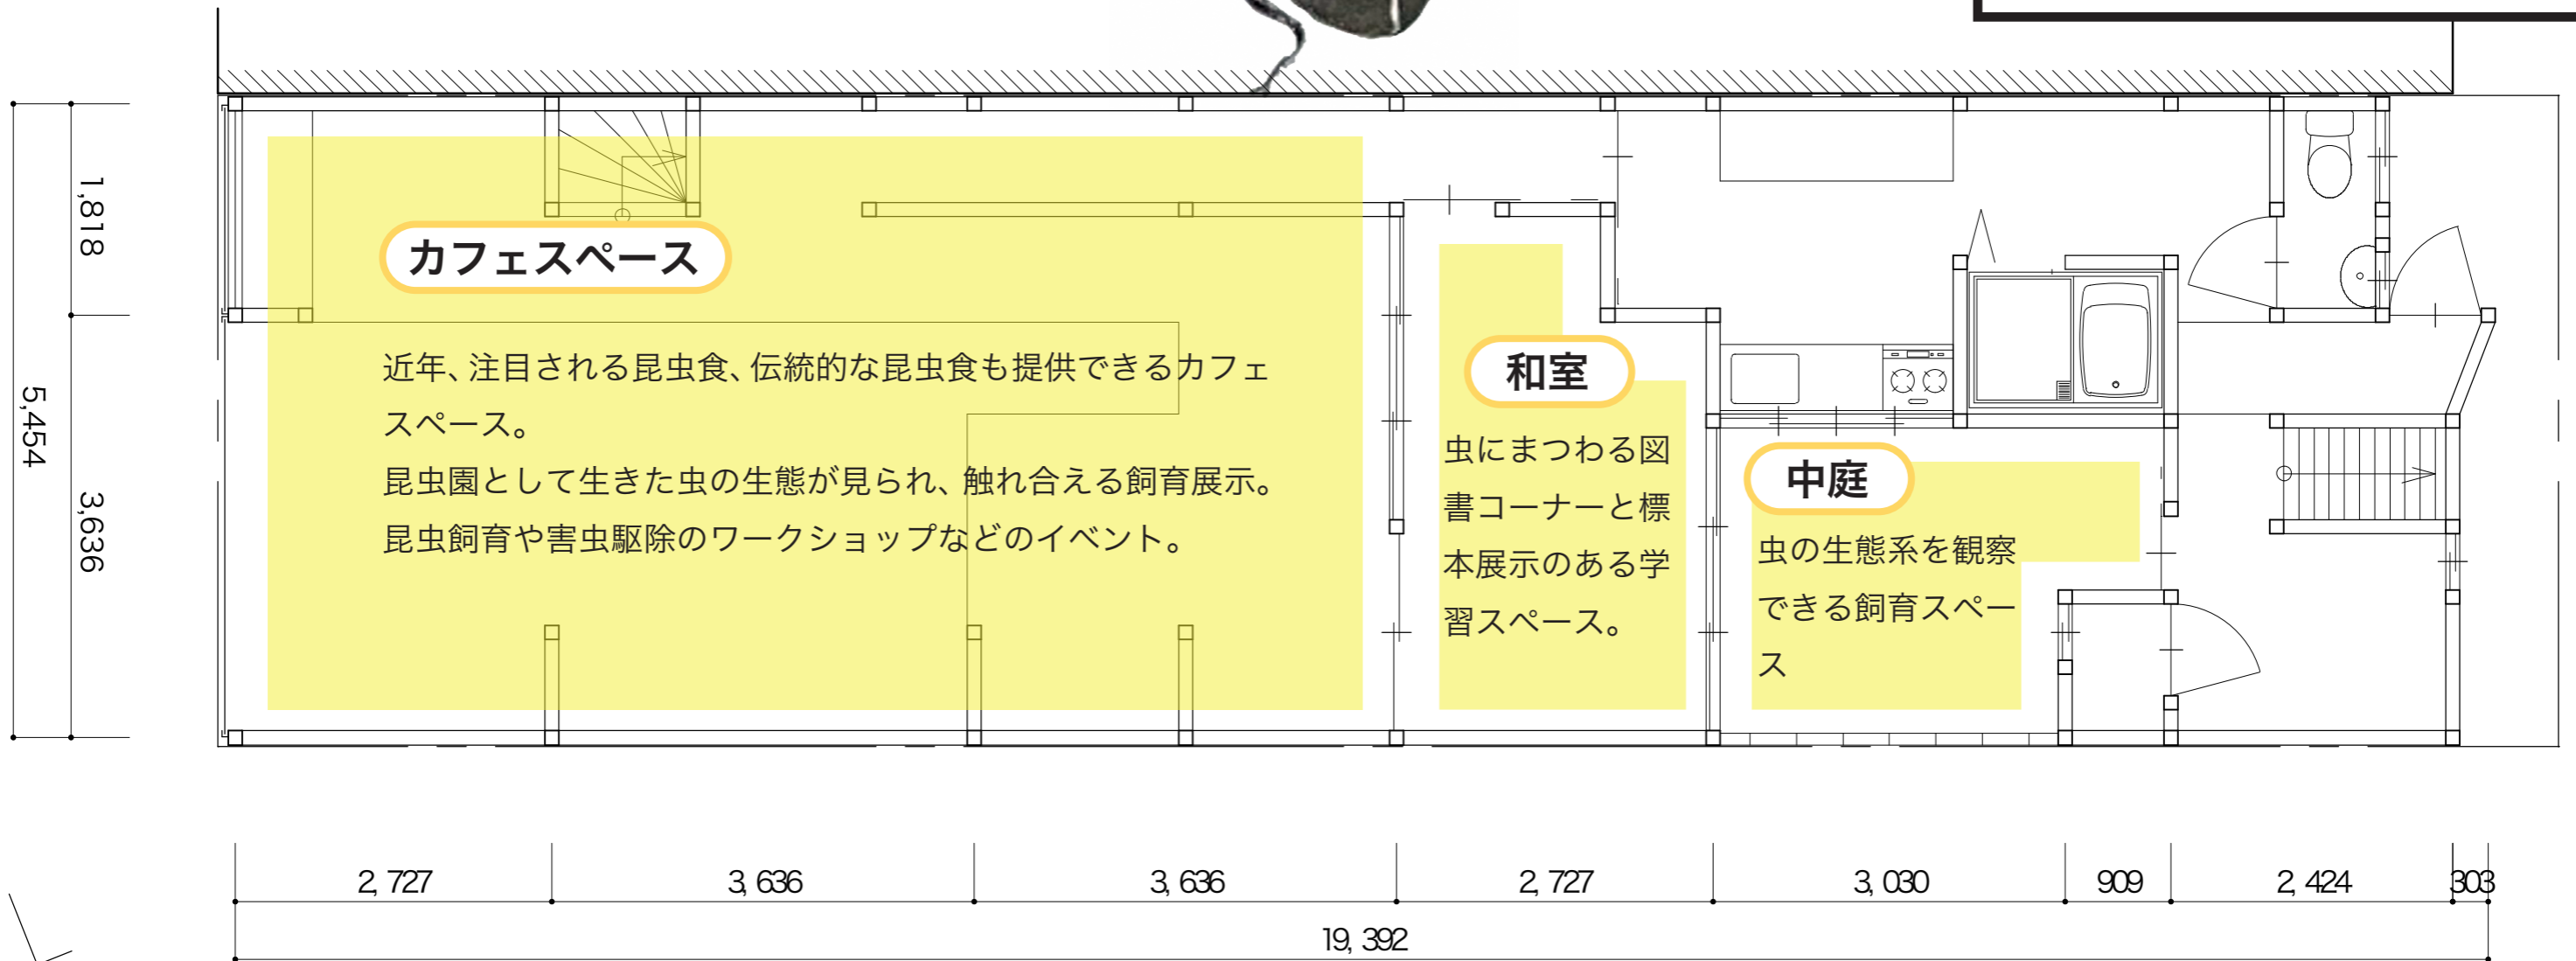 カフェスペース
近年、注目される昆虫食、伝統的な昆虫食も提供できるカフェ
スペース。
昆虫園として生きた虫の生態が見られ、触れ合える飼育展示。
昆虫飼育や害虫駆除のワークショップなどのイベント。
和室
虫にまつわる図
書コーナーと標
本展示のある学
習スペース。
中庭
虫の生態系を観察
できる飼育スペー
ス
1,818
5,454
3,636
2,727
3,636
3,636
2,727
3,030
909
2,424
303
19,392